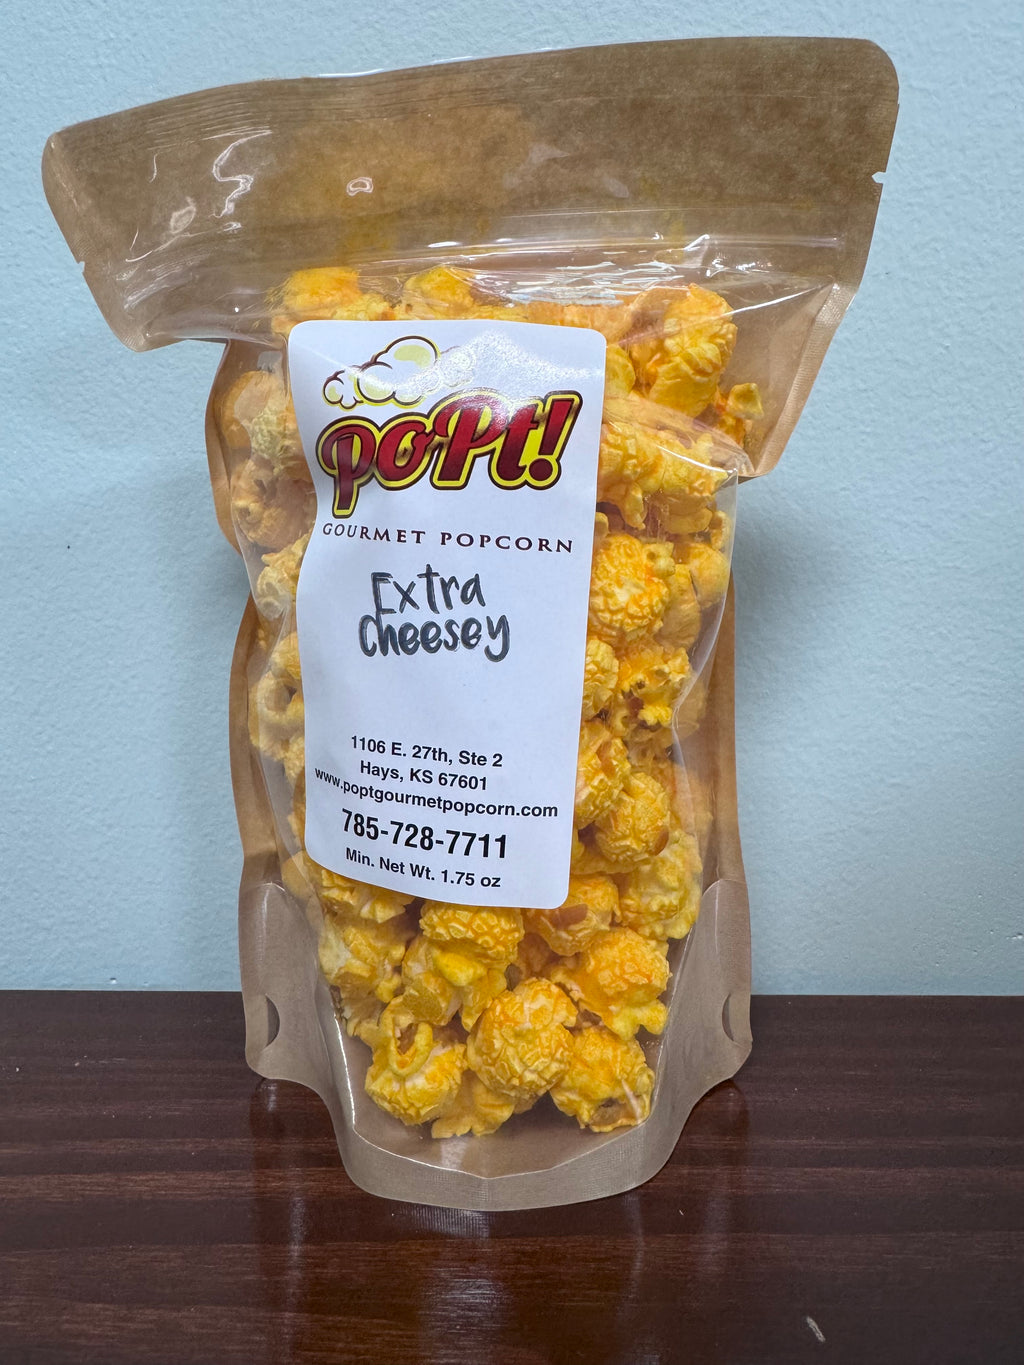 poPt!
GOURMET POPCORN
Extra
Cheesey
1106 E. 27th, Ste 2
Hays, KS 67601
www.poptgourmetpopcorn.com
785-728-7711
Min. Net Wt. 1.75 oz